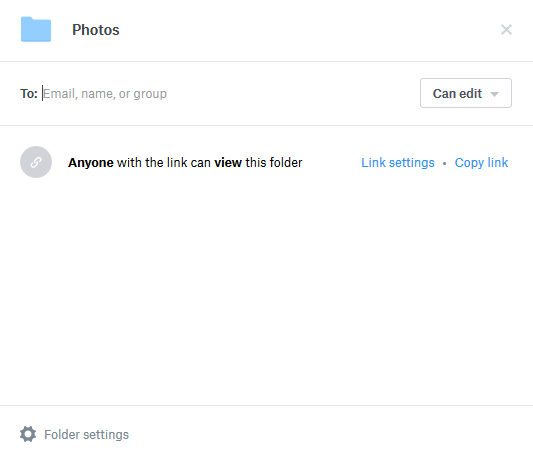 Photos
To: Email, name, or group Can edit
Anyone with the link can view this folder Link settings • Copy link
Folder settings